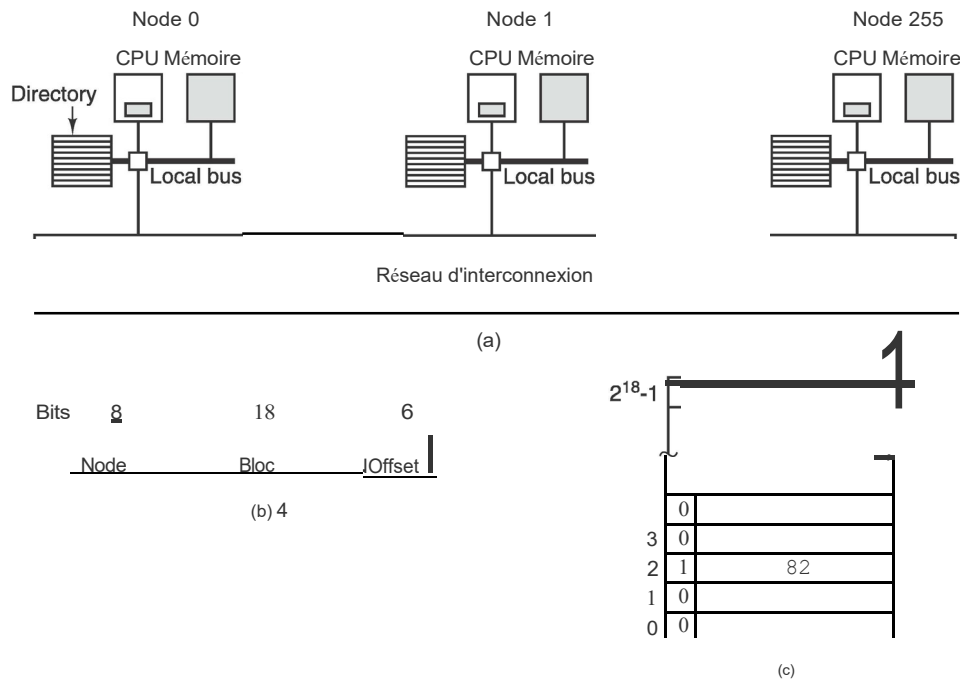 Node 0 Node 1 Node 255
CPU Mémoire CPU Mémoire CPU Mémoire
Directory
Local bus Local bus Local bus
Réseau d'interconnexion
(a)
2¹⁸-1
Bits 8 18 6
Node Bloc Offset
(b) 4
0
3 0
2 1 82
1 0
0 0
(c)